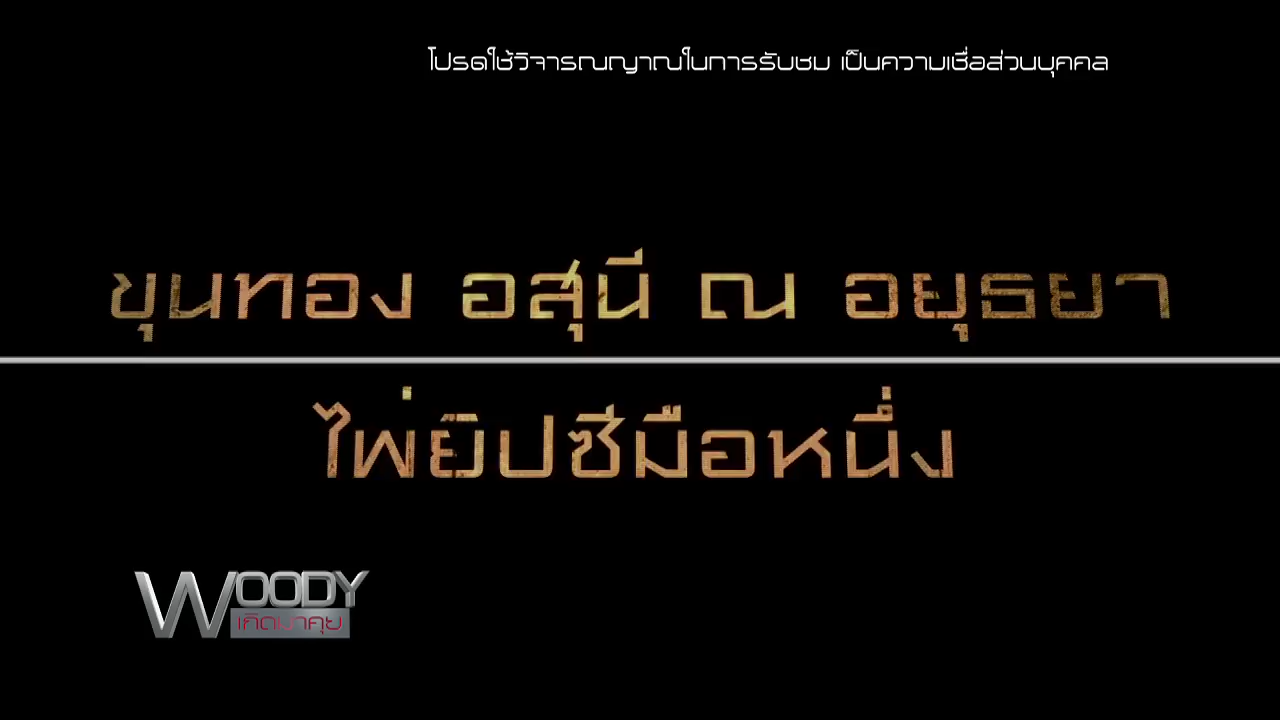 โปรดใช้วิจารณญาณในการรับชม เป็นความเชื่อส่วนบุคคล
ขุนทอง อสุนี ณ อยุธยา
ไพ่ยิปซีมือหนึ่ง
WOODY
เกิดมาคุย